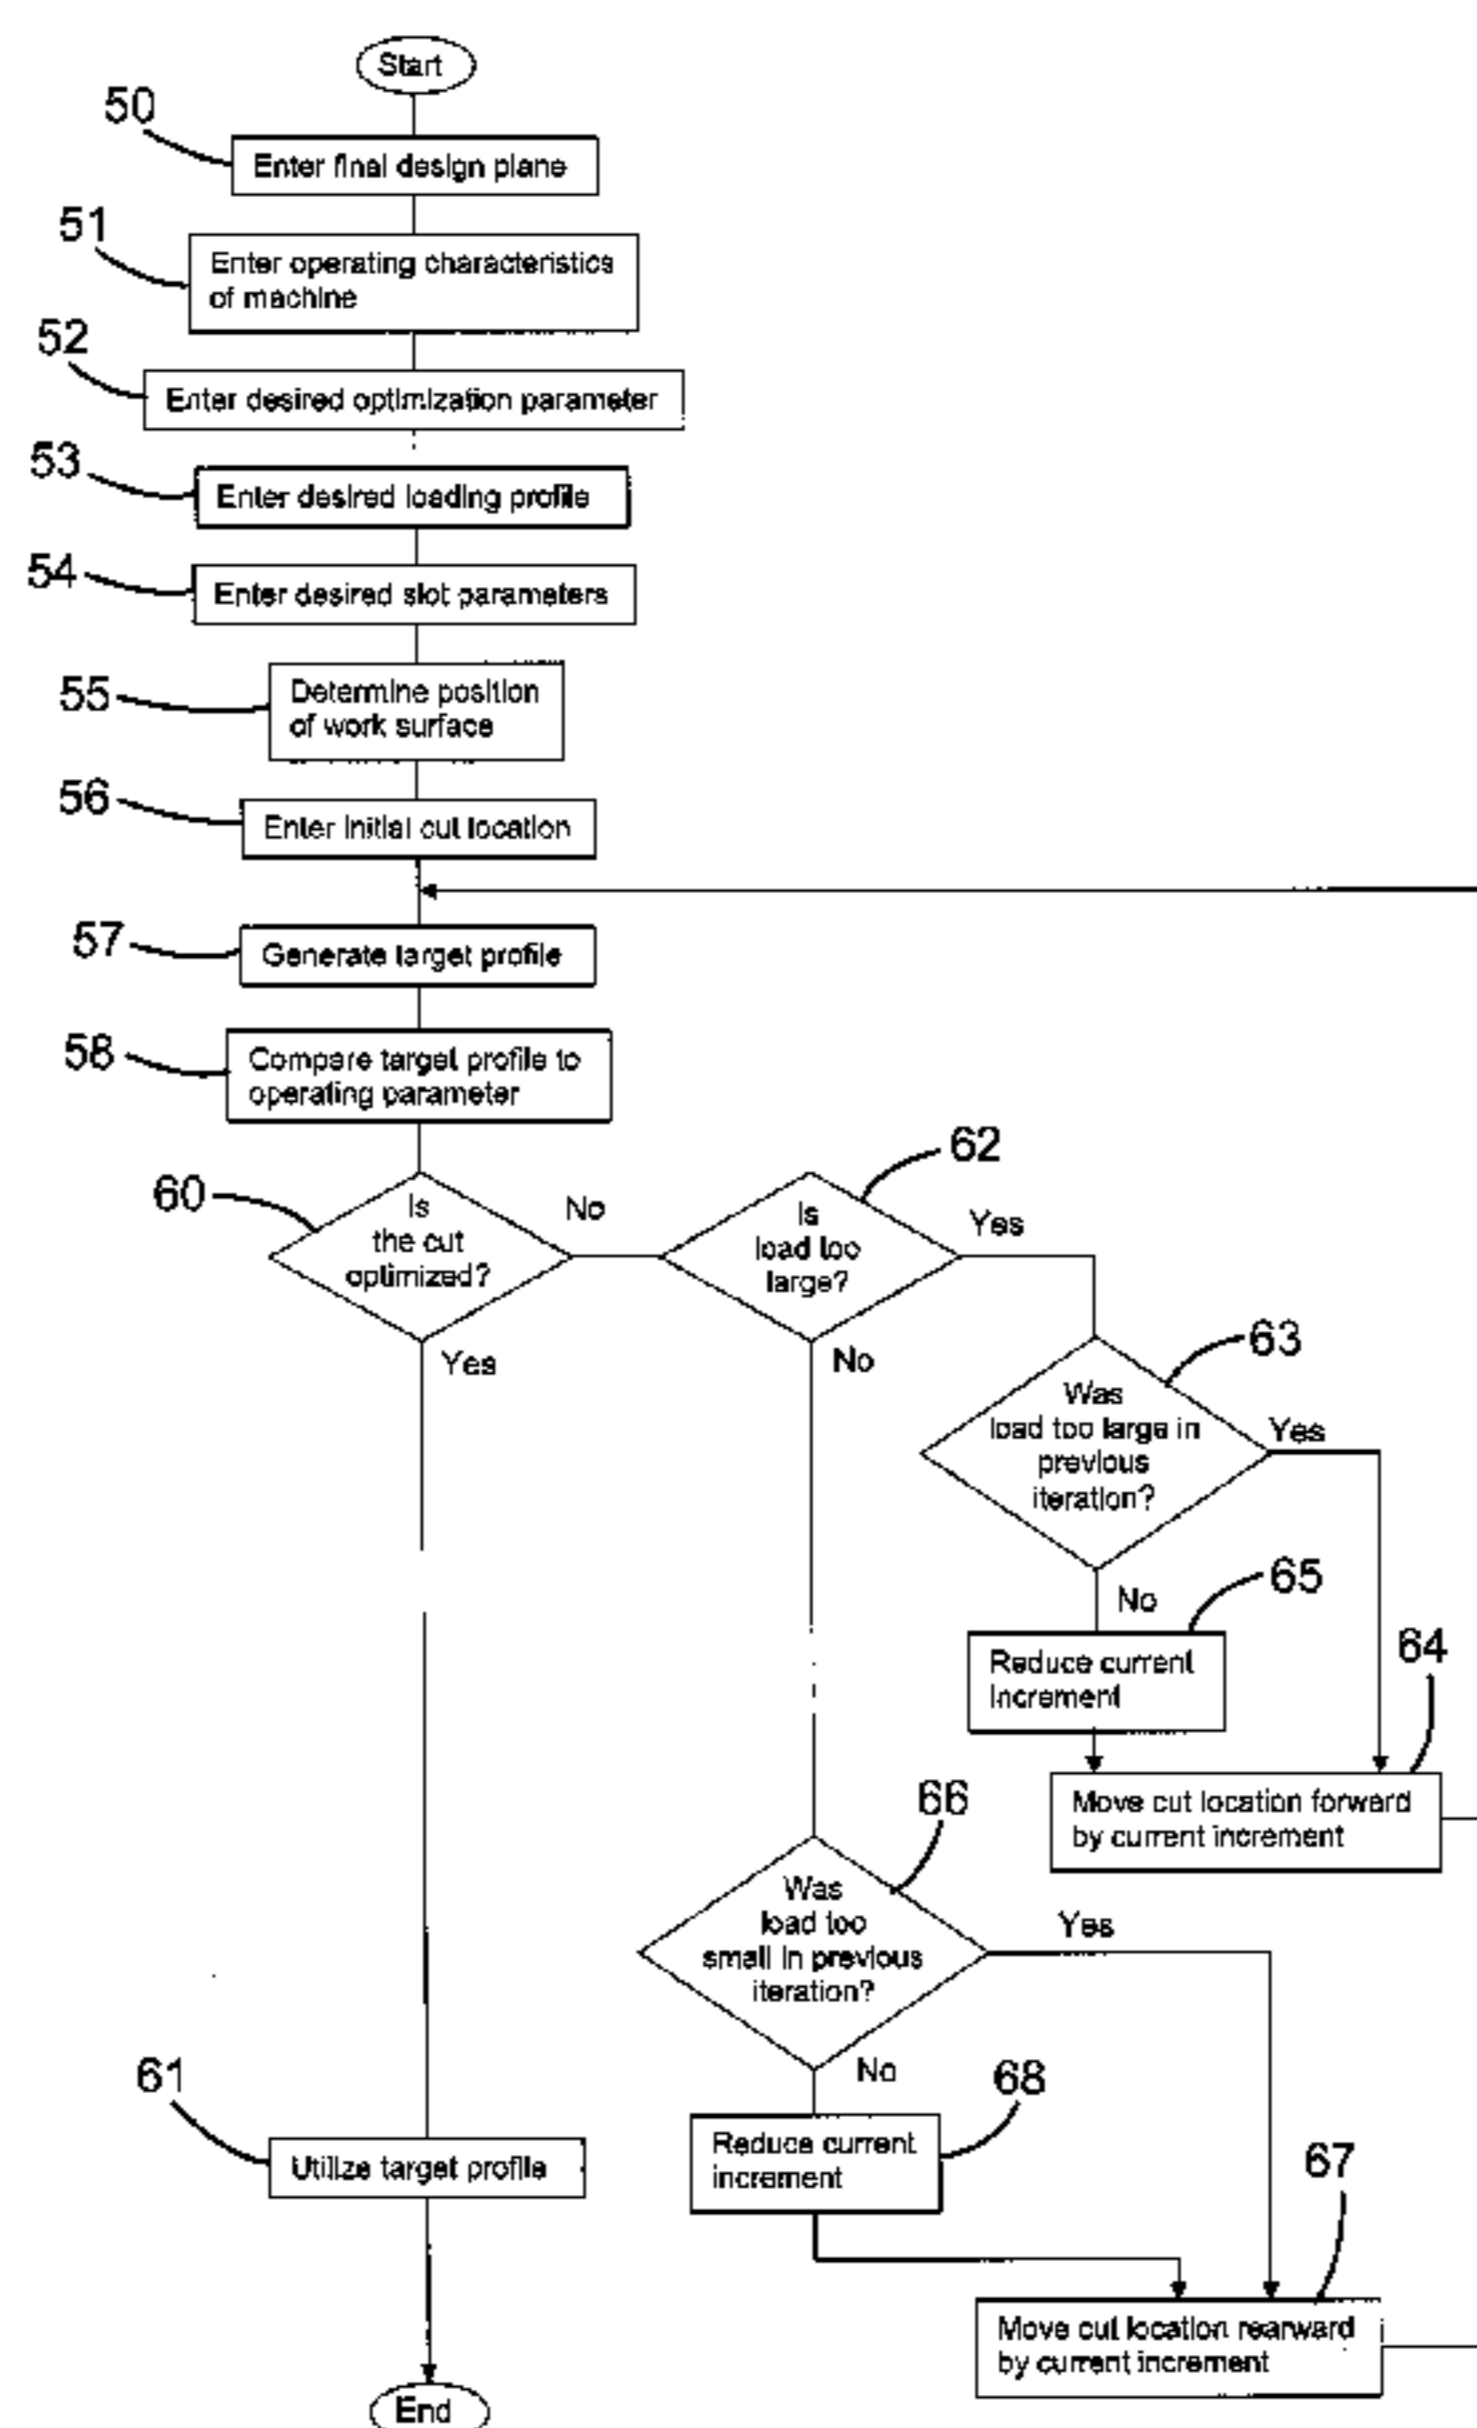 Start
50
Enter final design plane
51
Enter operating characteristics
of machine
52
Enter desired optimization parameter
53
Enter desired loading profile
54
Enter desired slot parameters
55
Determine position
of work surface
56
Enter initial cut location
57
Generate target profile
58
Compare target profile to
operating parameter
60
Is
the cut
optimized?
No
Yes
62
Is
load too
large?
Yes
No
63
Was
load too large in
previous
iteration?
Yes
No
65
Reduce current
increment
64
Move cut location forward
by current increment
66
Was
load too
small in previous
iteration?
Yes
No
68
Reduce current
increment
67
Move cut location rearward
by current increment
61
Utilize target profile
End